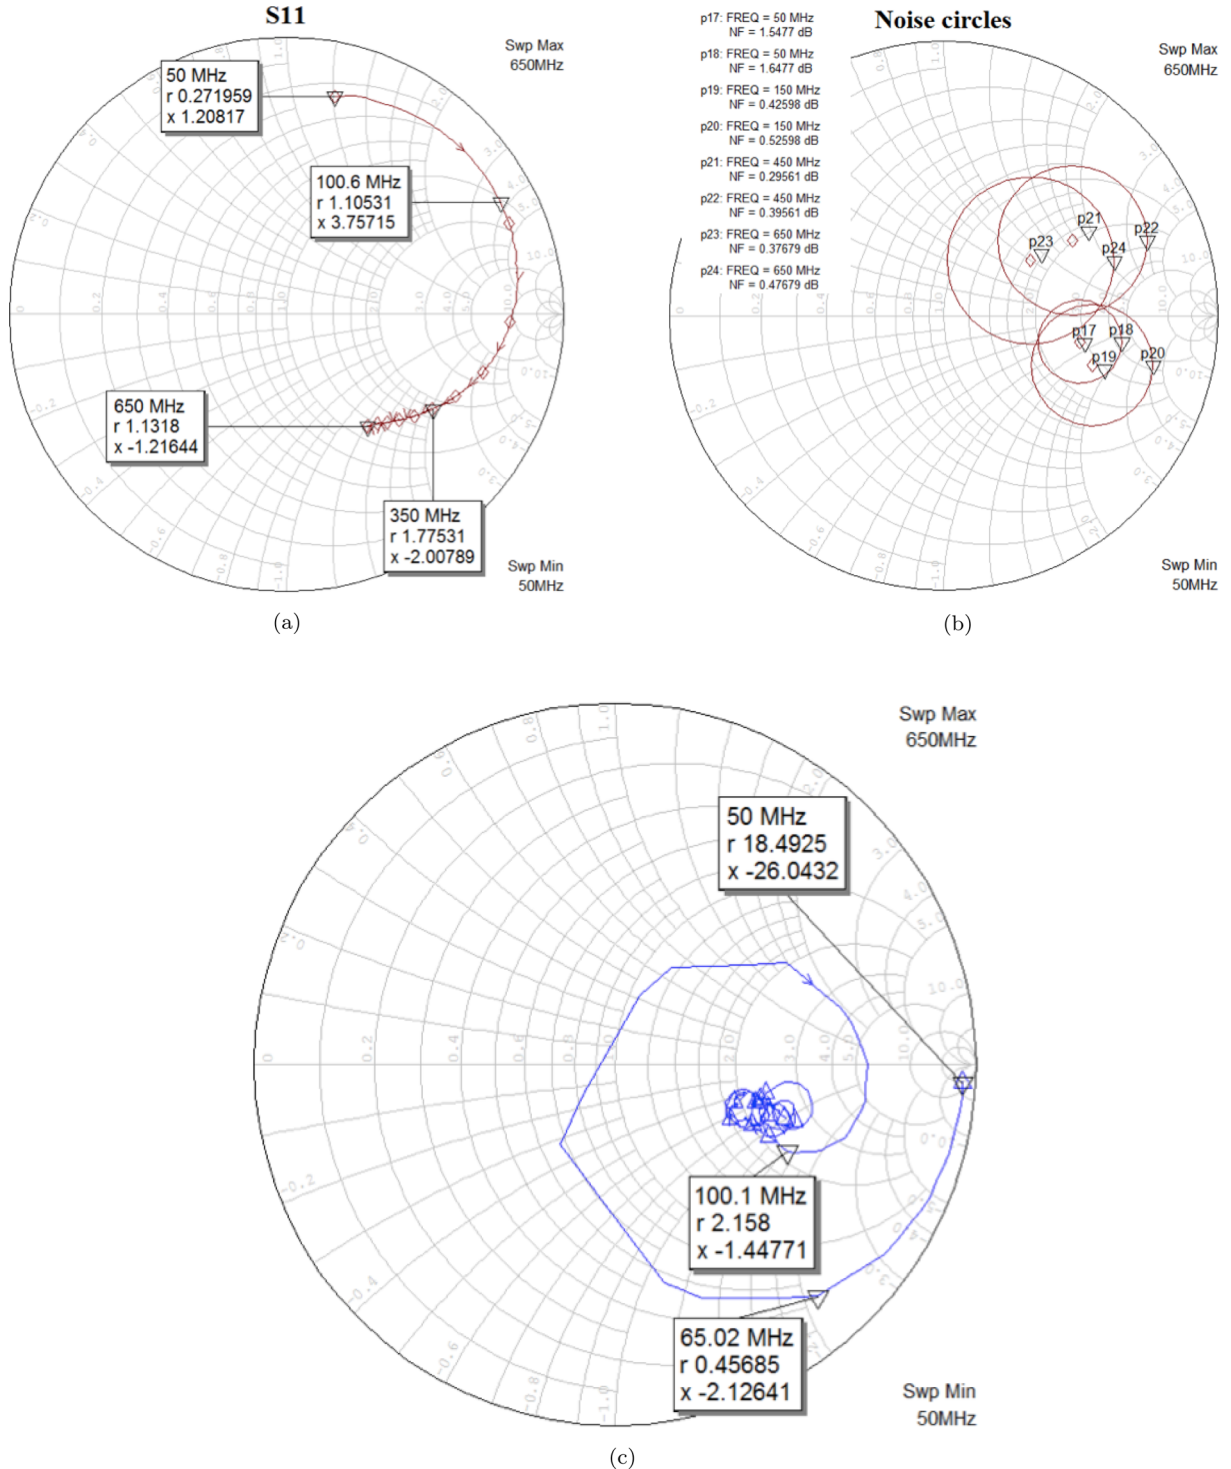 S11
Swp Max
650MHz
50 MHz
r 0.271959
x 1.20817
100.6 MHz
r 1.10531
x 3.75715
650 MHz
r 1.1318
x -1.21644
350 MHz
r 1.77531
x -2.00789
Swp Min
50MHz
(a)
Noise circles
p17: FREQ = 50 MHz
NF = 1.5477 dB
p18: FREQ = 50 MHz
NF = 1.6477 dB
p19: FREQ = 150 MHz
NF = 0.42598 dB
p20: FREQ = 150 MHz
NF = 0.52598 dB
p21: FREQ = 450 MHz
NF = 0.29561 dB
p22: FREQ = 450 MHz
NF = 0.39561 dB
p23: FREQ = 650 MHz
NF = 0.37679 dB
p24: FREQ = 650 MHz
NF = 0.47679 dB
Swp Max
650MHz
p21
p22
p23
p24
p17
p18
p19
p20
Swp Min
50MHz
(b)
Swp Max
650MHz
50 MHz
r 18.4925
x -26.0432
100.1 MHz
r 2.158
x -1.44771
65.02 MHz
r 0.45685
x -2.12641
Swp Min
50MHz
(c)